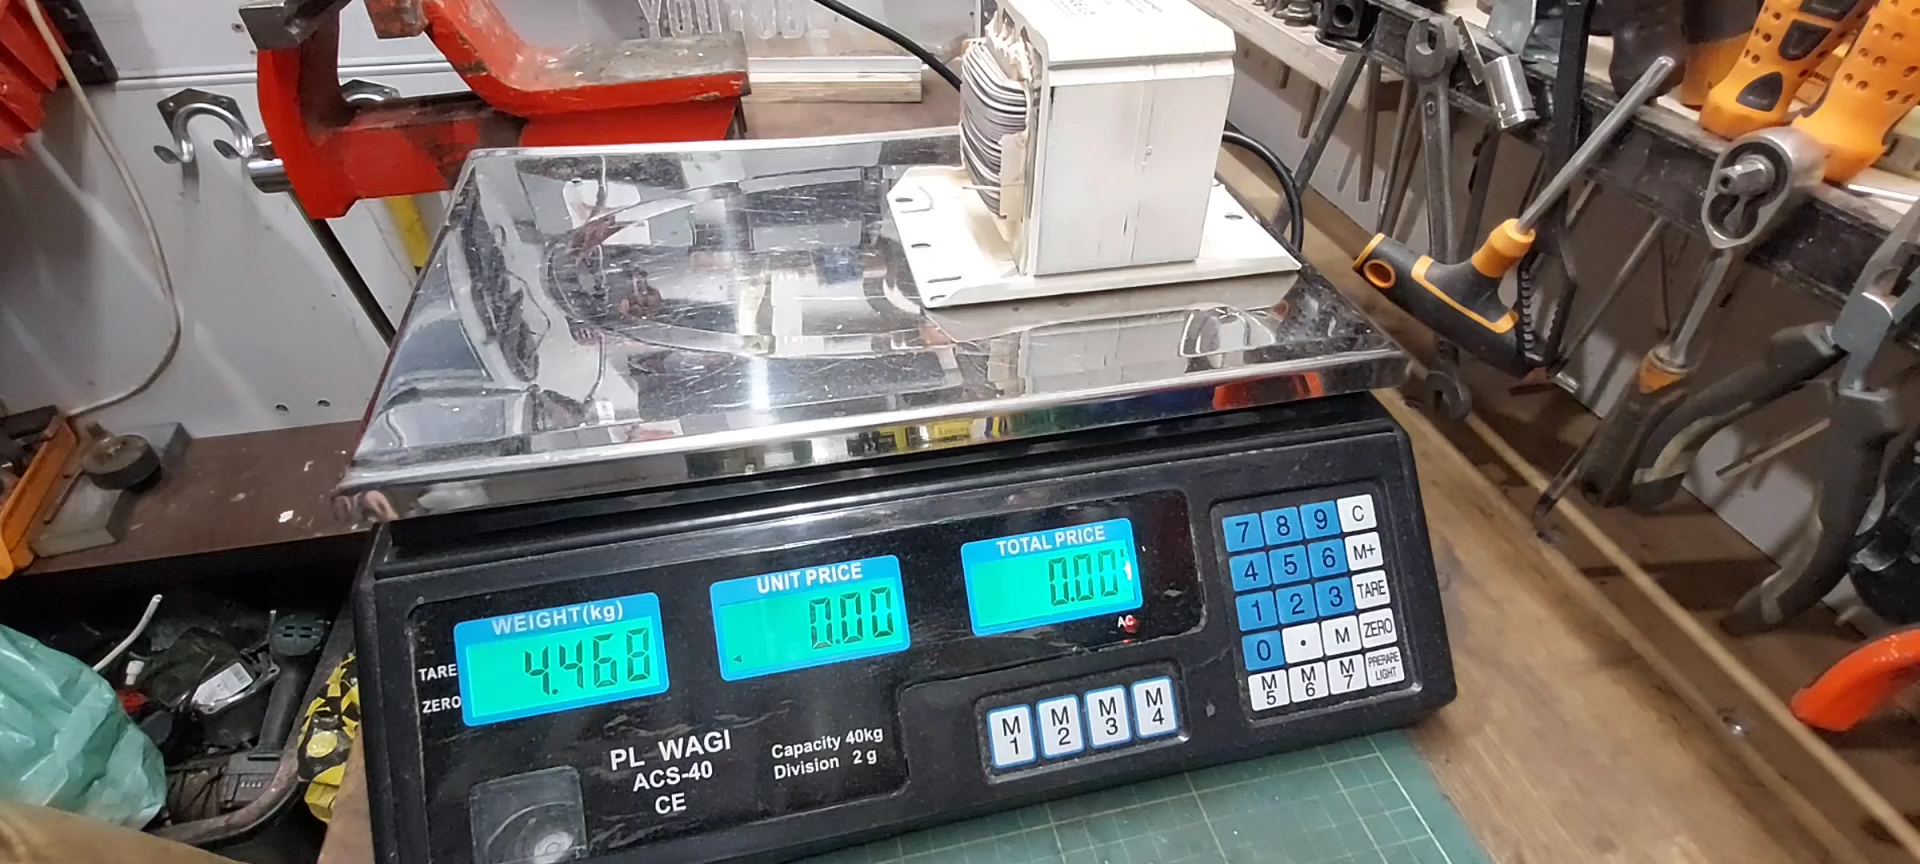 YOUTUBE
WEIGHT(kg)
4.468
TARE
ZERO
UNIT PRICE
0.00
TOTAL PRICE
0.00
AC
PL WAGI
ACS-40
CE
Capacity 40kg
Division 2 g
M1 M2 M3 M4
7 8 9 C
4 5 6 M+
1 2 3 TARE
0 . M ZERO
M5 M6 M7 PRERARE LIGHT